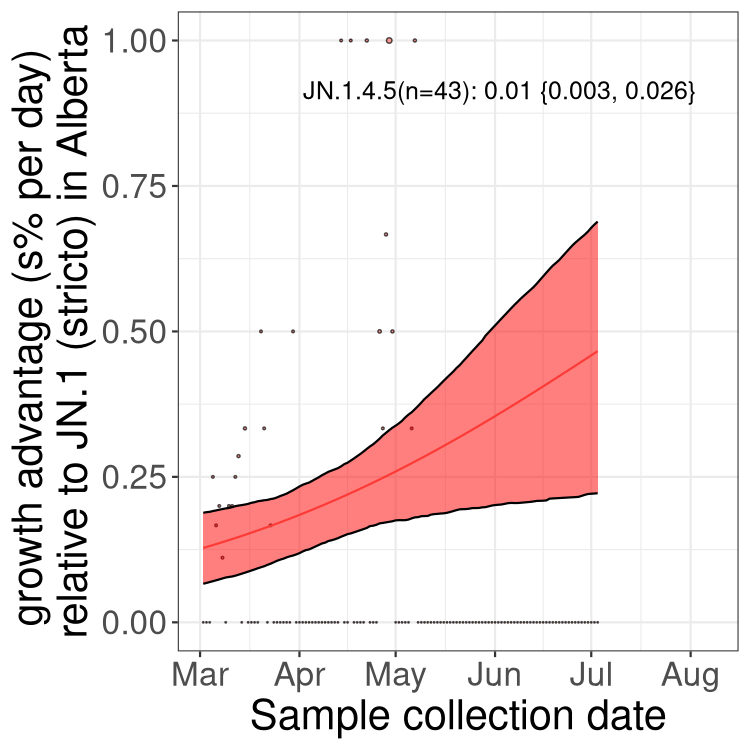 growth advantage (s% per day)
relative to JN.1 (stricto) in Alberta
1.00
0.75
0.50
0.25
0.00
JN.1.4.5(n=43): 0.01 {0.003, 0.026}
Mar Apr May Jun Jul Aug
Sample collection date